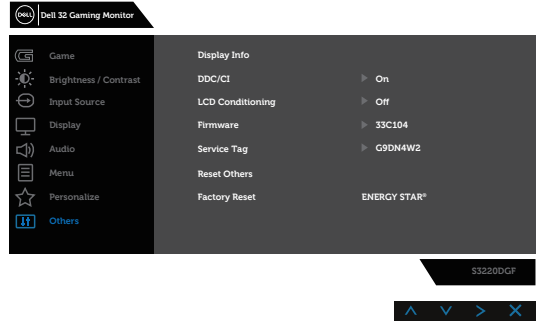 DELL
Dell 32 Gaming Monitor
Game
Display Info
Brightness / Contrast
DDC/CI On
Input Source
LCD Conditioning Off
Display
Firmware 33C104
Audio
Service Tag G9DN4W2
Menu
Reset Others
Personalize
Factory Reset ENERGY STAR®
Others
S3220DGF